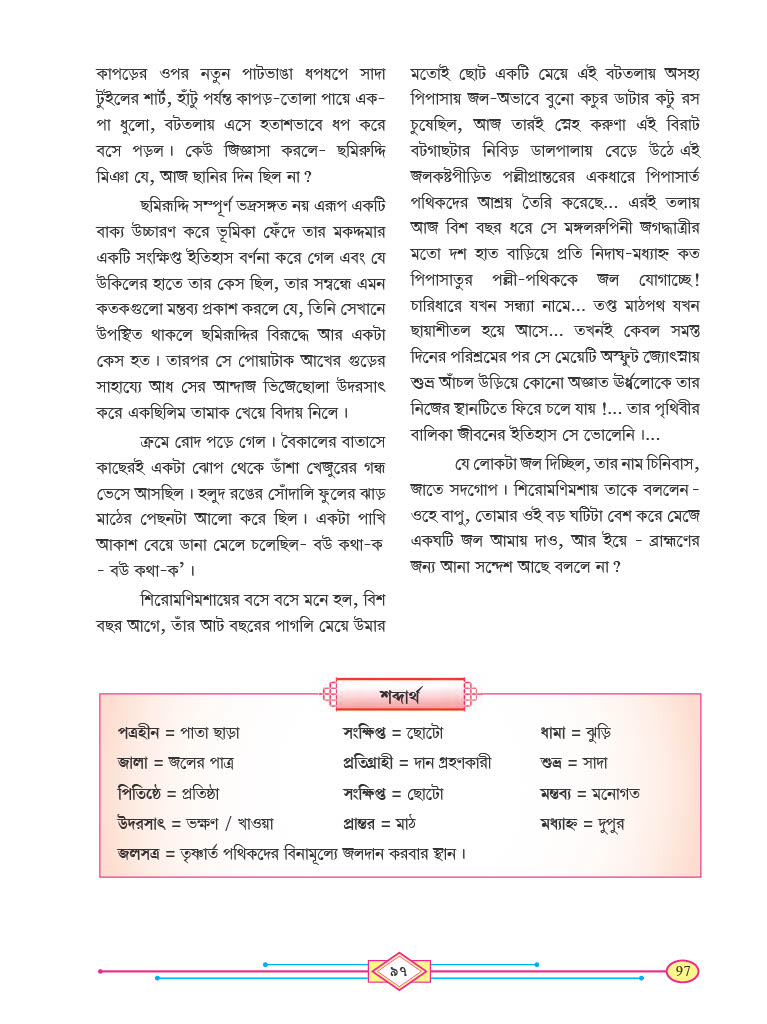 কাপড়ের ওপর নতুন পাটভাঙা ধপধপে সাদা
টুইলের শার্ট, হাঁটু পর্যন্ত কাপড়-তোলা পায়ে এক-
পা ধুলো, বটতলায় এসে হতাশভাবে ধপ করে
বসে পড়ল। কেউ জিজ্ঞাসা করলে- ছমিরুদ্দি
মিঞা যে, আজ ছানির দিন ছিল না ?
ছমিরুদ্দি সম্পূর্ণ ভদ্রসঙ্গত নয় এরূপ একটি
বাক্য উচ্চারণ করে ভূমিকা ফেঁদে তার মকদ্দমার
একটি সংক্ষিপ্ত ইতিহাস বর্ণনা করে গেল এবং যে
উকিলের হাতে তার কেস ছিল, তার সম্বন্ধে এমন
কতকগুলো মন্তব্য প্রকাশ করলে যে, তিনি সেখানে
উপস্থিত থাকলে ছমিরূদ্দির বিরূদ্ধে আর একটা
কেস হত। তারপর সে পোয়াটাক আখের গুড়ের
সাহায্যে আধ সের আন্দাজ ভিজেছোলা উদরসাৎ
করে একছিলিম তামাক খেয়ে বিদায় নিলে।
ক্রমে রোদ পড়ে গেল। বৈকালের বাতাসে
কাছেরই একটা ঝোপ থেকে ডাঁশা খেজুরের গন্ধ
ভেসে আসছিল। হলুদ রঙের সোঁদালি ফুলের ঝাড়
মাঠের পেছনটা আলো করে ছিল। একটা পাখি
আকাশ বেয়ে ডানা মেলে চলেছিল- বউ কথা-ক
- বউ কথা-ক’।
শিরোমণিমশায়ের বসে বসে মনে হল, বিশ
বছর আগে, তাঁর আট বছরের পাগলি মেয়ে উমার
মতোই ছোট একটি মেয়ে এই বটতলায় অসহ্য
পিপাসায় জল-অভাবে বুনো কচুর ডাটার কটু রস
চুষেছিল, আজ তারই স্নেহ করুণা এই বিরাট
বটগাছটার নিবিড় ডালপালায় বেড়ে উঠে এই
জলকষ্টপীড়িত পল্লীপ্রান্তরের একধারে পিপাসার্ত
পথিকদের আশ্রয় তৈরি করেছে... এরই তলায়
আজ বিশ বছর ধরে সে মঙ্গলরুপিনী জগদ্ধাত্রীর
মতো দশ হাত বাড়িয়ে প্রতি নিদাঘ-মধ্যাহ্ন কত
পিপাসাতুর পল্লী-পথিককে জল যোগাচ্ছে!
চারিধারে যখন সন্ধ্যা নামে... তপ্ত মাঠপথ যখন
ছায়াশীতল হয়ে আসে... তখনই কেবল সমস্ত
দিনের পরিশ্রমের পর সে মেয়েটি অস্ফুট জ্যোৎস্নায়
শুভ্র আঁচল উড়িয়ে কোনো অজ্ঞাত ঊর্ধ্বলোকে তার
নিজের স্থানটিতে ফিরে চলে যায় !... তার পৃথিবীর
বালিকা জীবনের ইতিহাস সে ভোলেনি।...
যে লোকটা জল দিচ্ছিল, তার নাম চিনিবাস,
জাতে সদগোপ। শিরোমণিমশায় তাকে বললেন -
ওহে বাপু, তোমার ওই বড় ঘটিটা বেশ করে মেজে
একঘটি জল আমায় দাও, আর ইয়ে - ব্রাহ্মণের
জন্য আনা সন্দেশ আছে বললে না ?
শব্দার্থ
পত্রহীন = পাতা ছাড়া সংক্ষিপ্ত = ছোটো ধামা = ঝুড়ি
জালা = জলের পাত্র প্রতিগ্রাহী = দান গ্রহণকারী শুভ্র = সাদা
পিতিষ্ঠে = প্রতিষ্ঠা সংক্ষিপ্ত = ছোটো মন্তব্য = মনোগত
উদরসাৎ = ভক্ষণ / খাওয়া প্রান্তর = মাঠ মধ্যাহ্ন = দুপুর
জলসত্র = তৃষ্ণার্ত পথিকদের বিনামূল্যে জলদান করবার স্থান।
৯৭
97